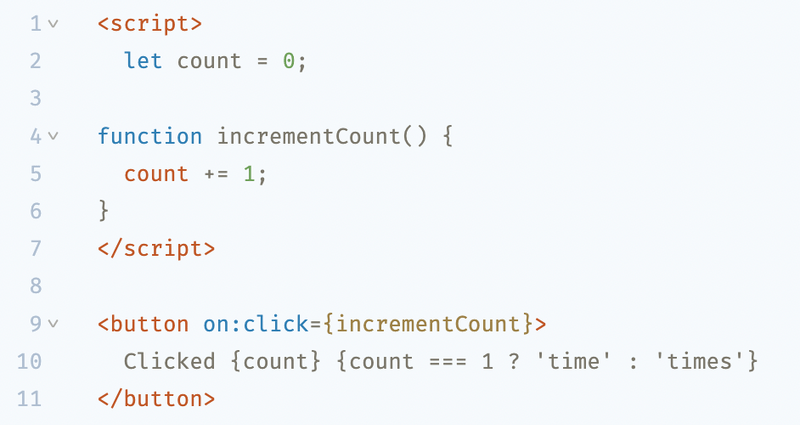 1 <script>
2 let count = 0;
3
4 function incrementCount() {
5 count += 1;
6 }
7 </script>
8
9 <button on:click={incrementCount}>
10 Clicked {count} {count === 1 ? 'time' : 'times'}
11 </button>